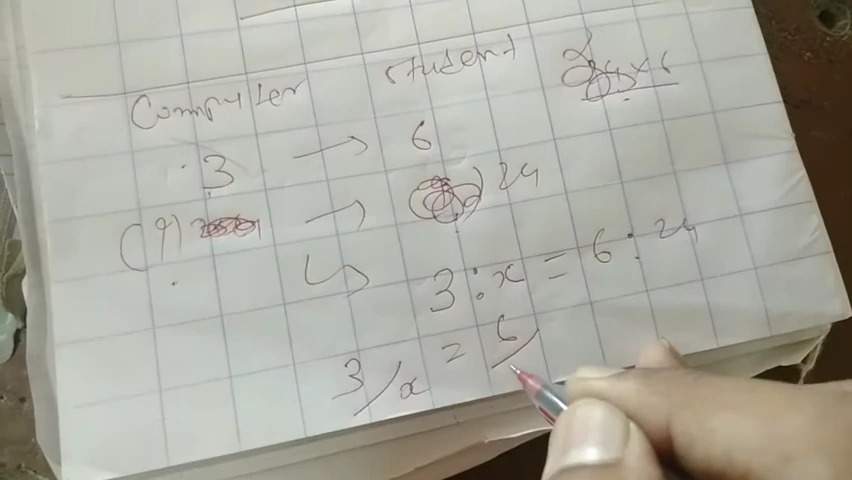 Computer student
3 → 6
(?) → 24
↳ 3:x = 6:24
3/x = 6/